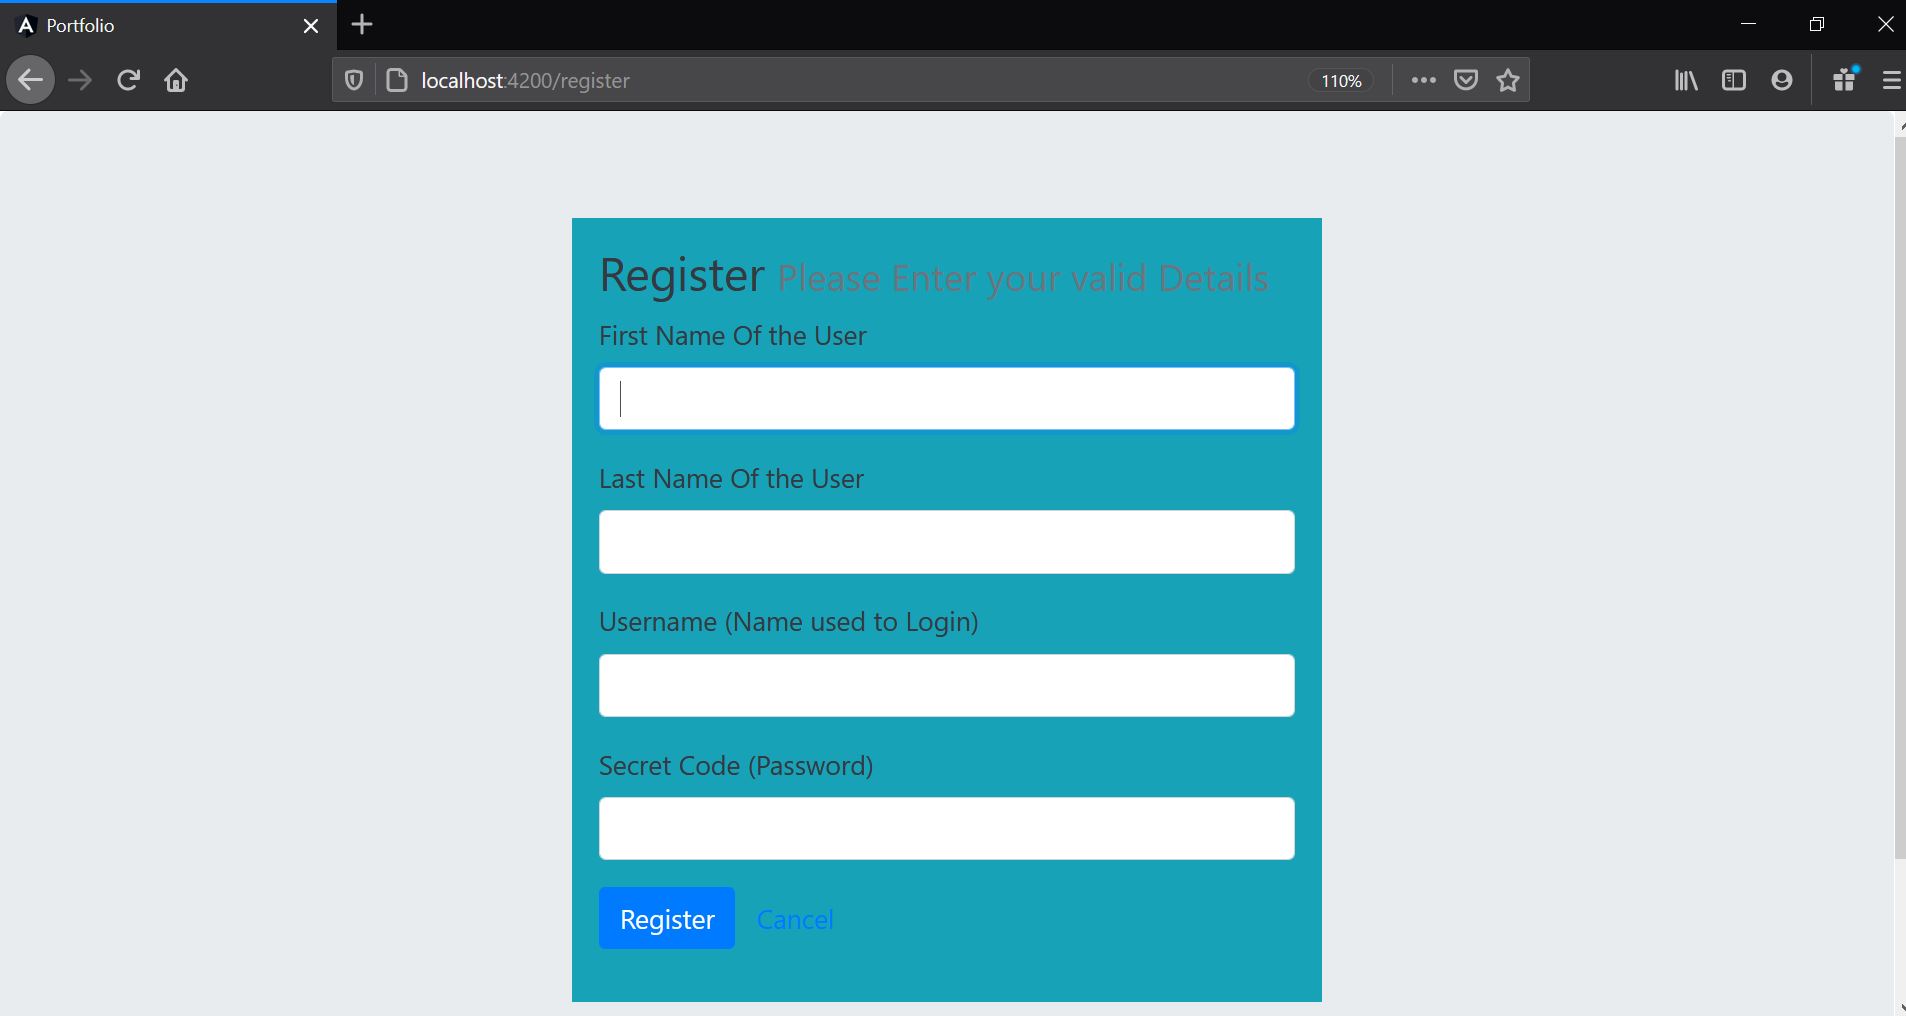 Portfolio
localhost:4200/register 110%
Register Please Enter your valid Details
First Name Of the User
Last Name Of the User
Username (Name used to Login)
Secret Code (Password)
Register Cancel